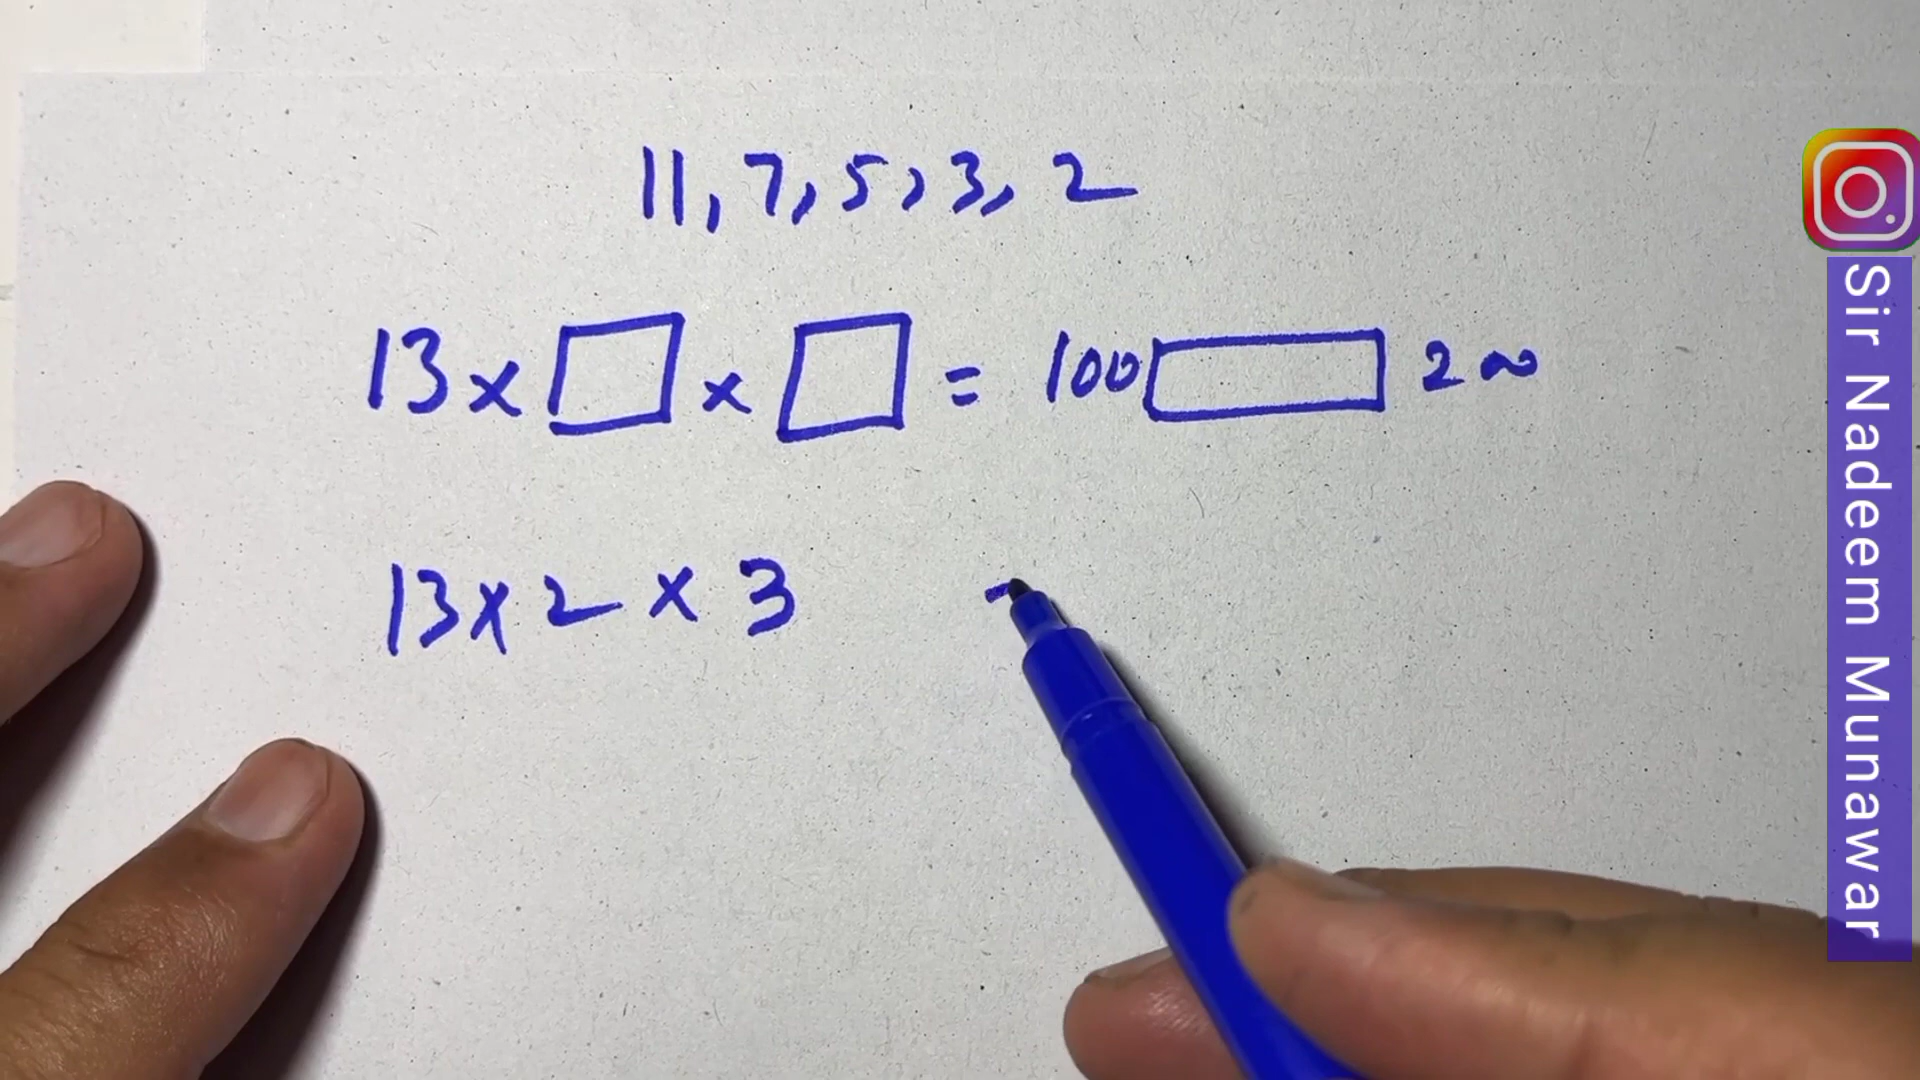 11, 7, 5, 3, 2
13 x □ x □ = 100 □ 200
13 x 2 x 3
Sir Nadeem Munawar